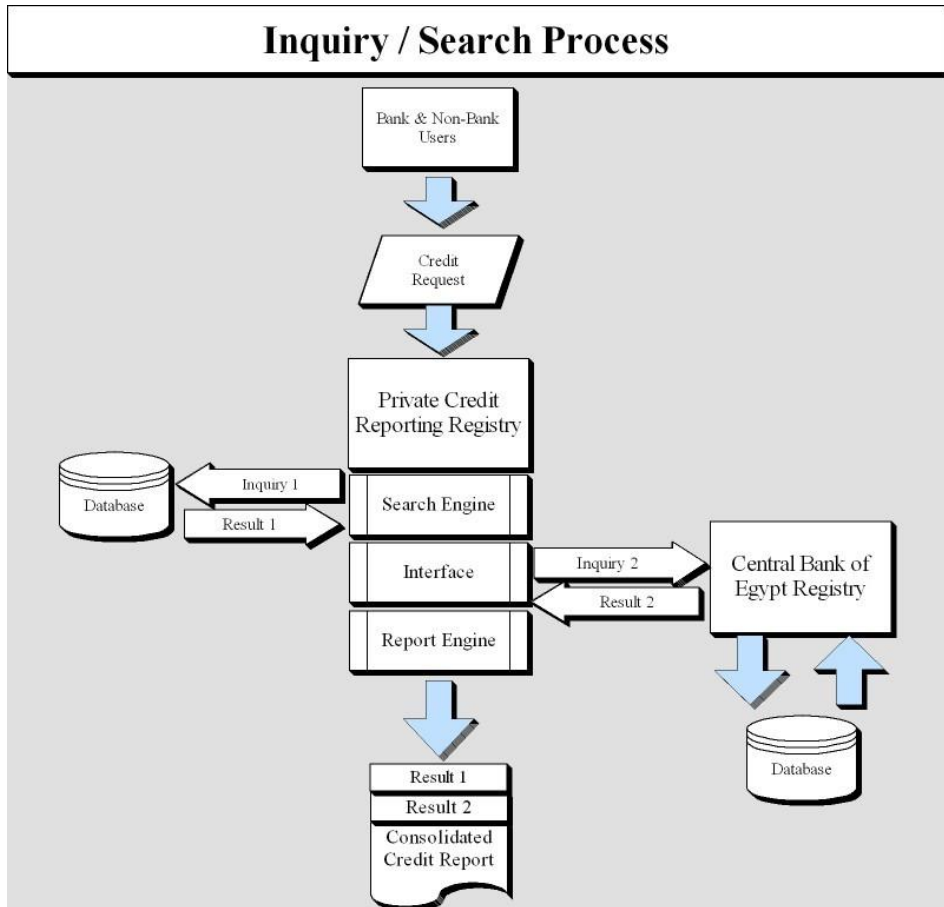 Inquiry / Search Process
Bank & Non-Bank
Users
Credit
Request
Private Credit
Reporting Registry
Inquiry 1
Search Engine
Database
Result 1
Inquiry 2
Central Bank of
Egypt Registry
Interface
Result 2
Report Engine
Database
Result 1
Result 2
Consolidated
Credit Report